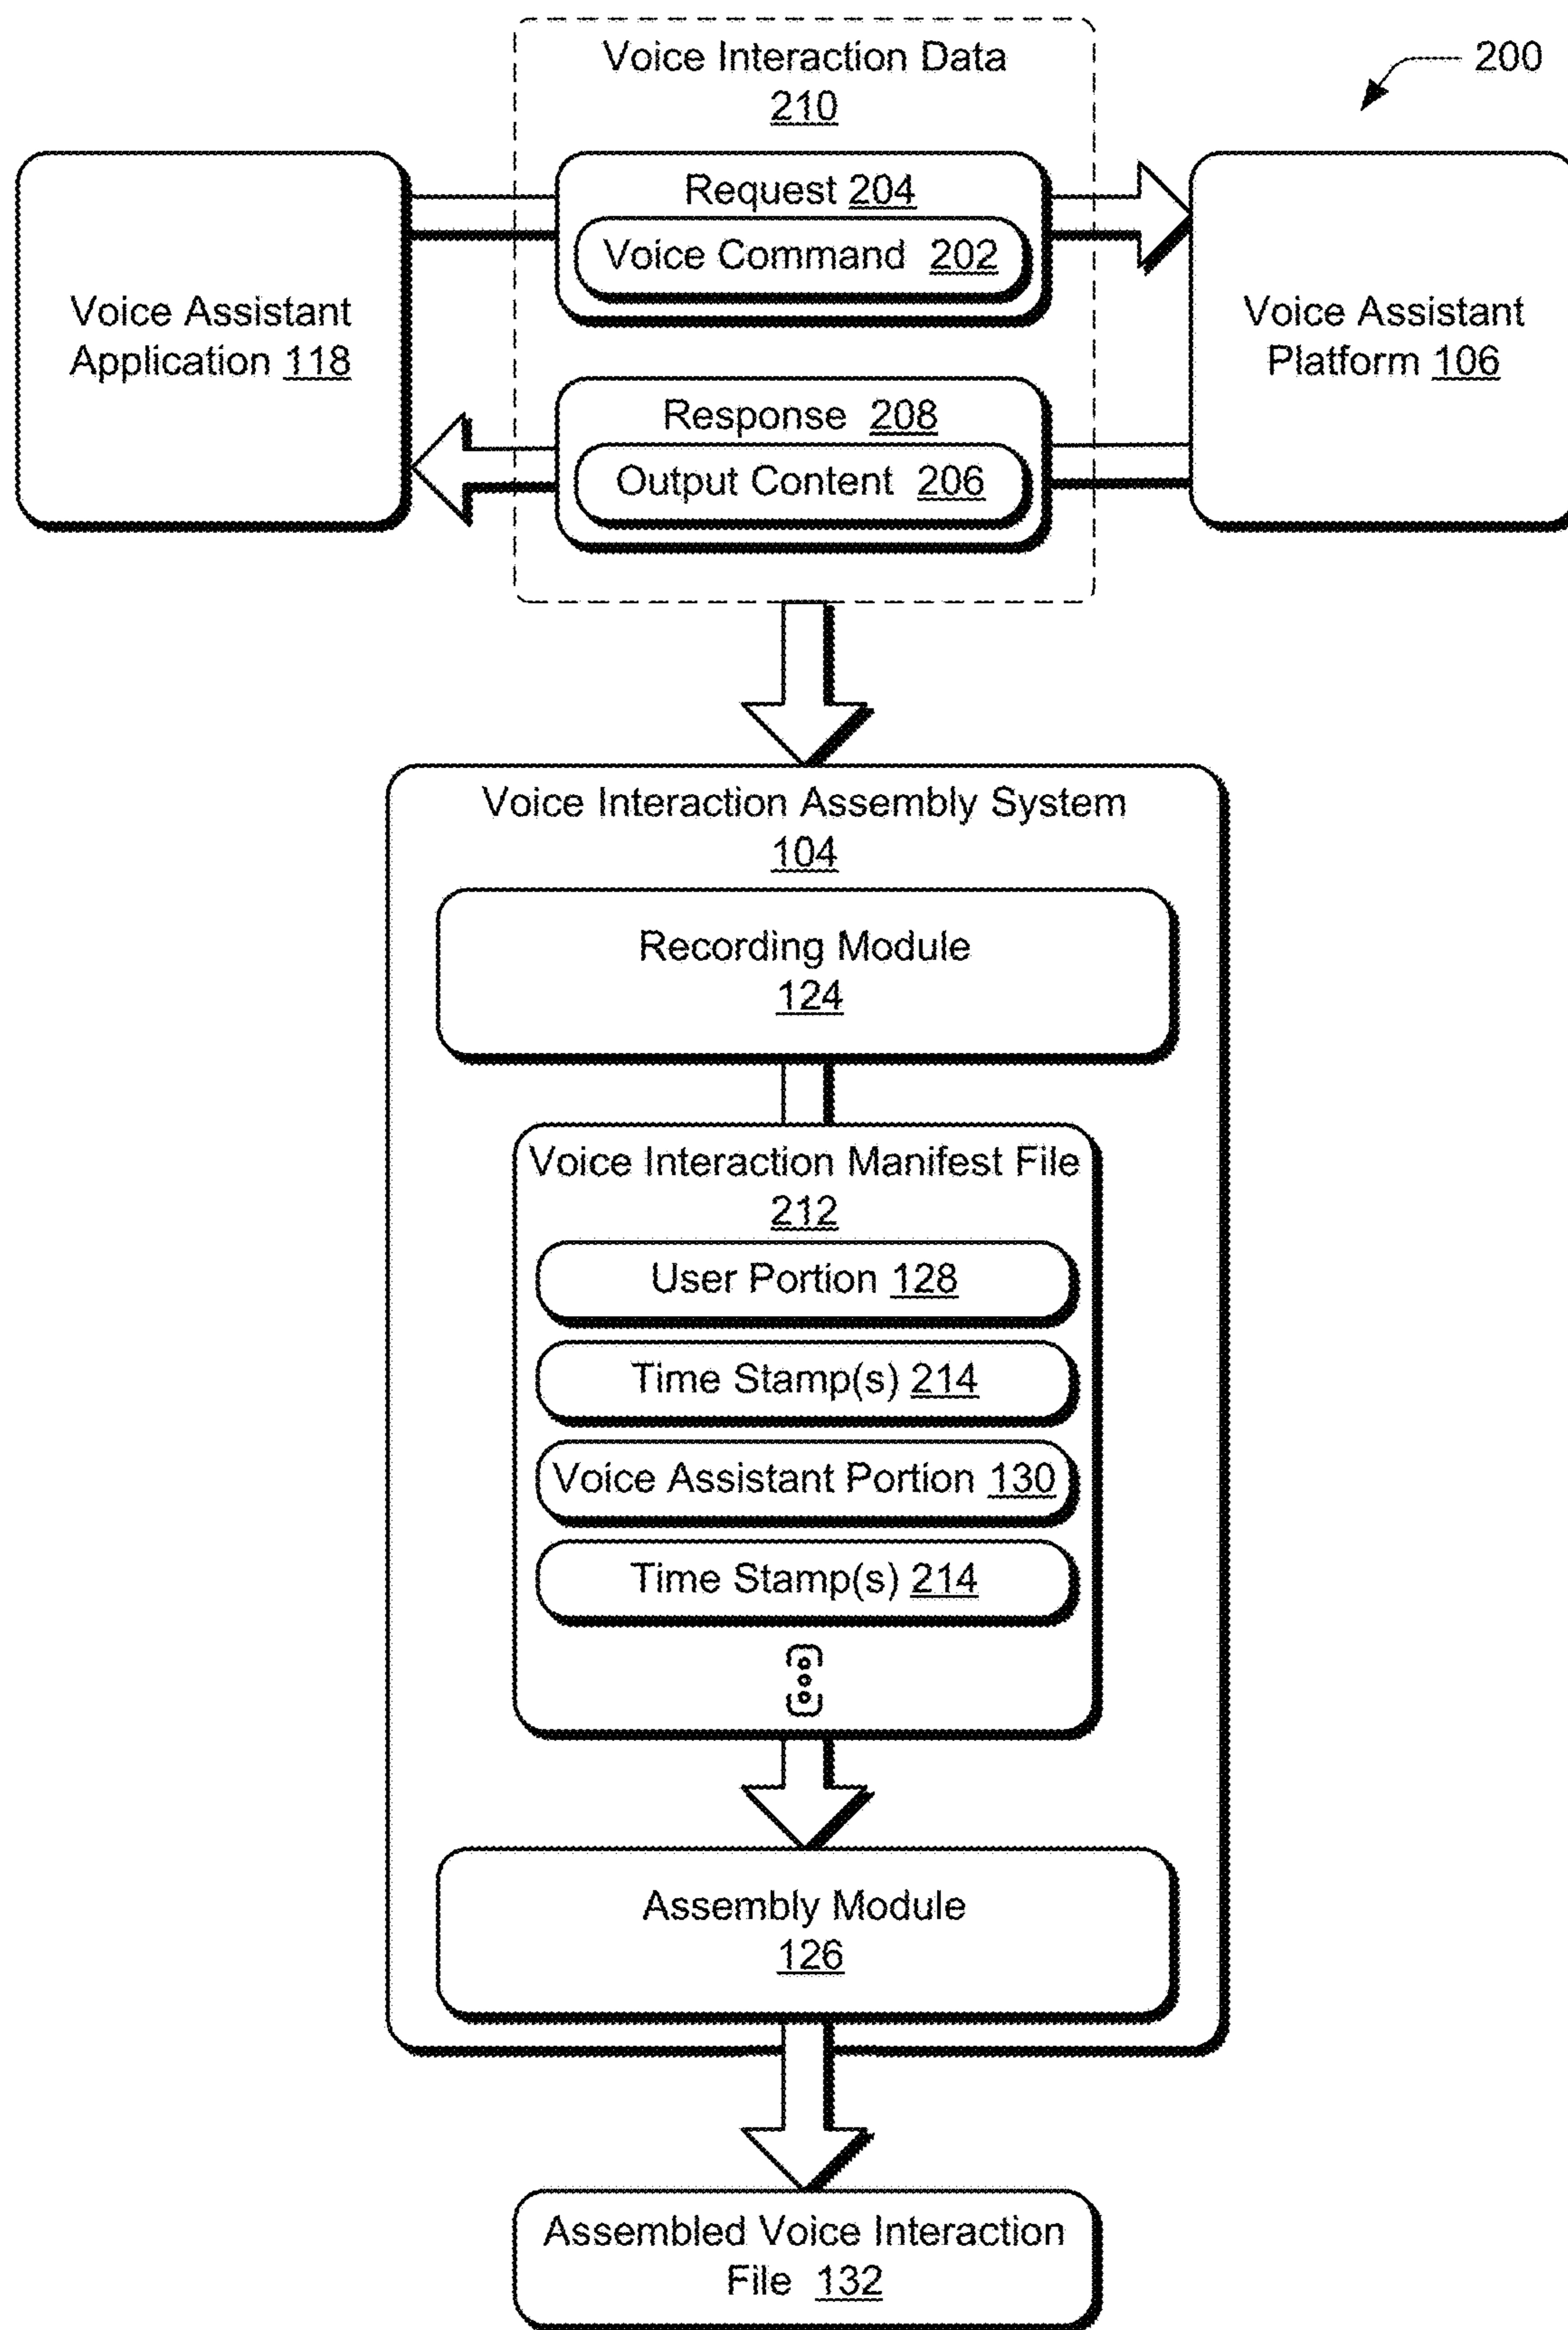 Voice Interaction Data
210
200
Request 204
Voice Command 202
Voice Assistant
Application 118
Voice Assistant
Platform 106
Response 208
Output Content 206
Voice Interaction Assembly System
104
Recording Module
124
Voice Interaction Manifest File
212
User Portion 128
Time Stamp(s) 214
Voice Assistant Portion 130
Time Stamp(s) 214
Assembly Module
126
Assembled Voice Interaction
File 132